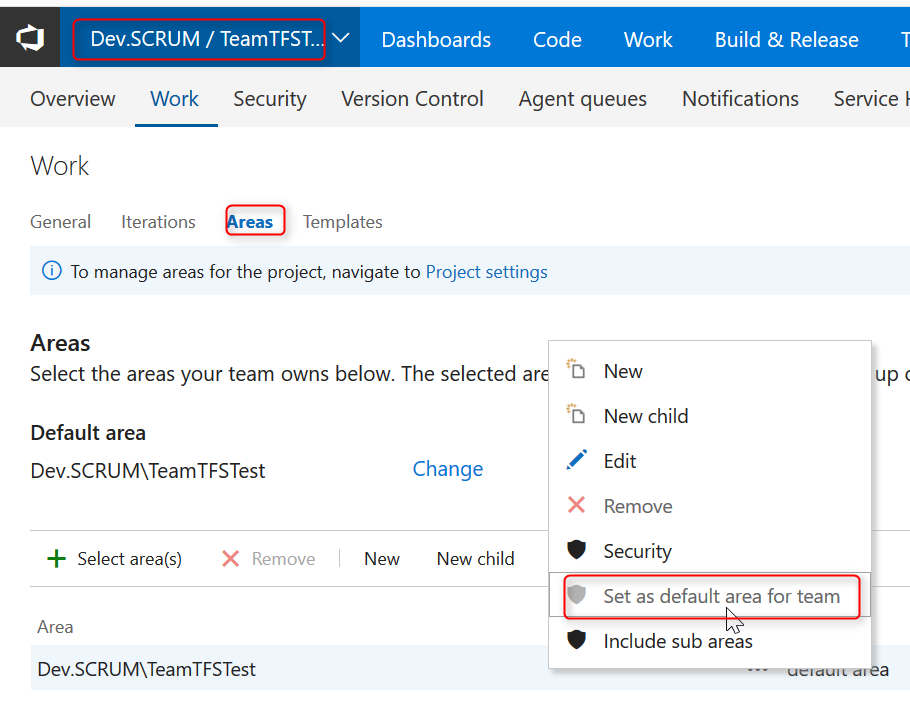 Dev.SCRUM / TeamTFST... Dashboards Code Work Build & Release T
Overview Work Security Version Control Agent queues Notifications Service
Work
General Iterations Areas Templates
To manage areas for the project, navigate to Project settings
Areas
Select the areas your team owns below. The selected are up
Default area
Dev.SCRUM\TeamTFSTest Change
Select area(s) Remove New New child
Area
Dev.SCRUM\TeamTFSTest default area
New
New child
Edit
Remove
Security
Set as default area for team
Include sub areas